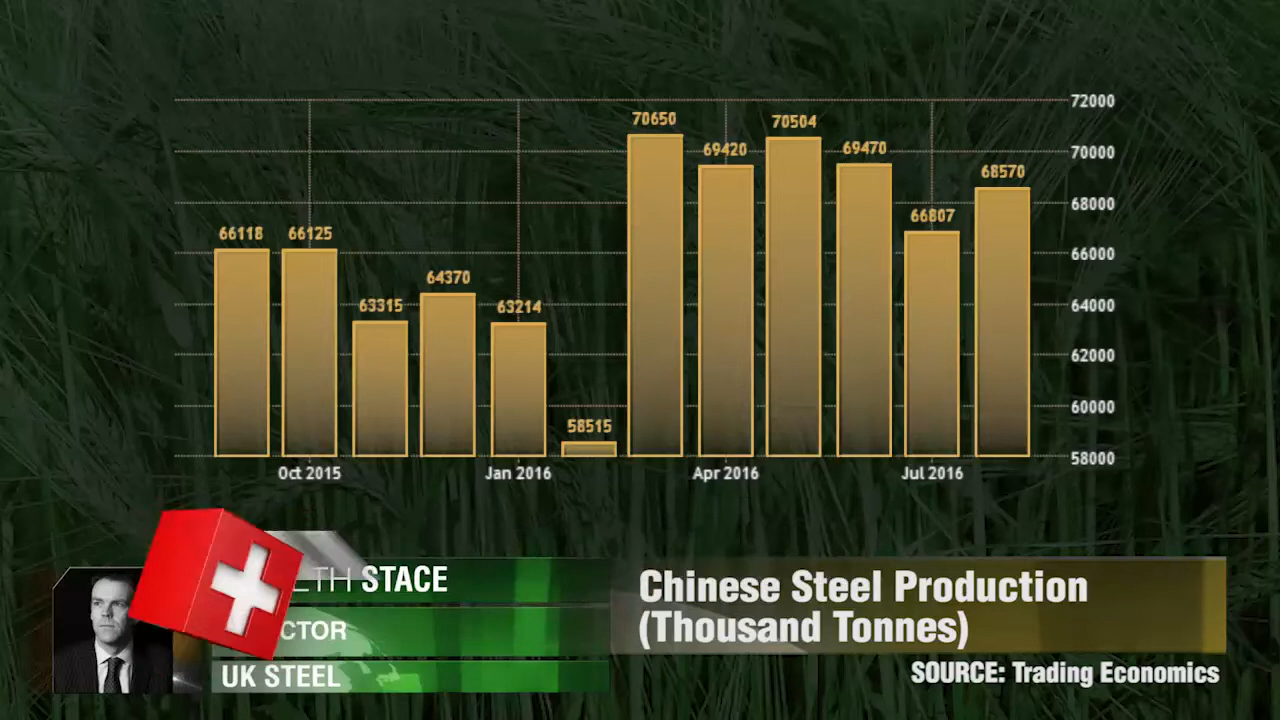 72000
70650
70504
69420
69470
70000
68570
68000
66807
66118
66125
66000
64370
63315
63214
64000
62000
60000
58515
58000
Oct 2015
Jan 2016
Apr 2016
Jul 2016
STACE
UK STEEL
Chinese Steel Production
(Thousand Tonnes)
SOURCE: Trading Economics